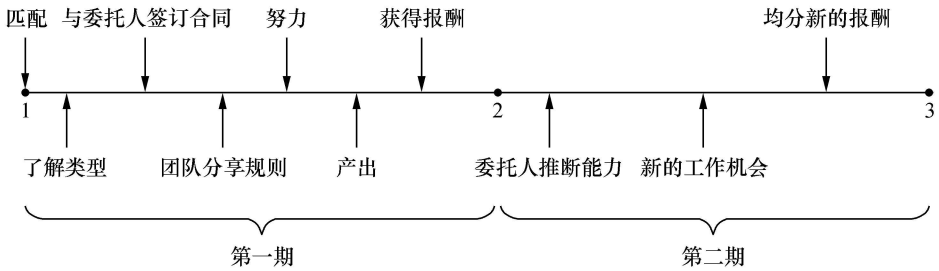 匹配 与委托人签订合同 努力 获得报酬 均分新的报酬
1 2 3
了解类型 团队分享规则 产出 委托人推断能力 新的工作机会
第一期 第二期